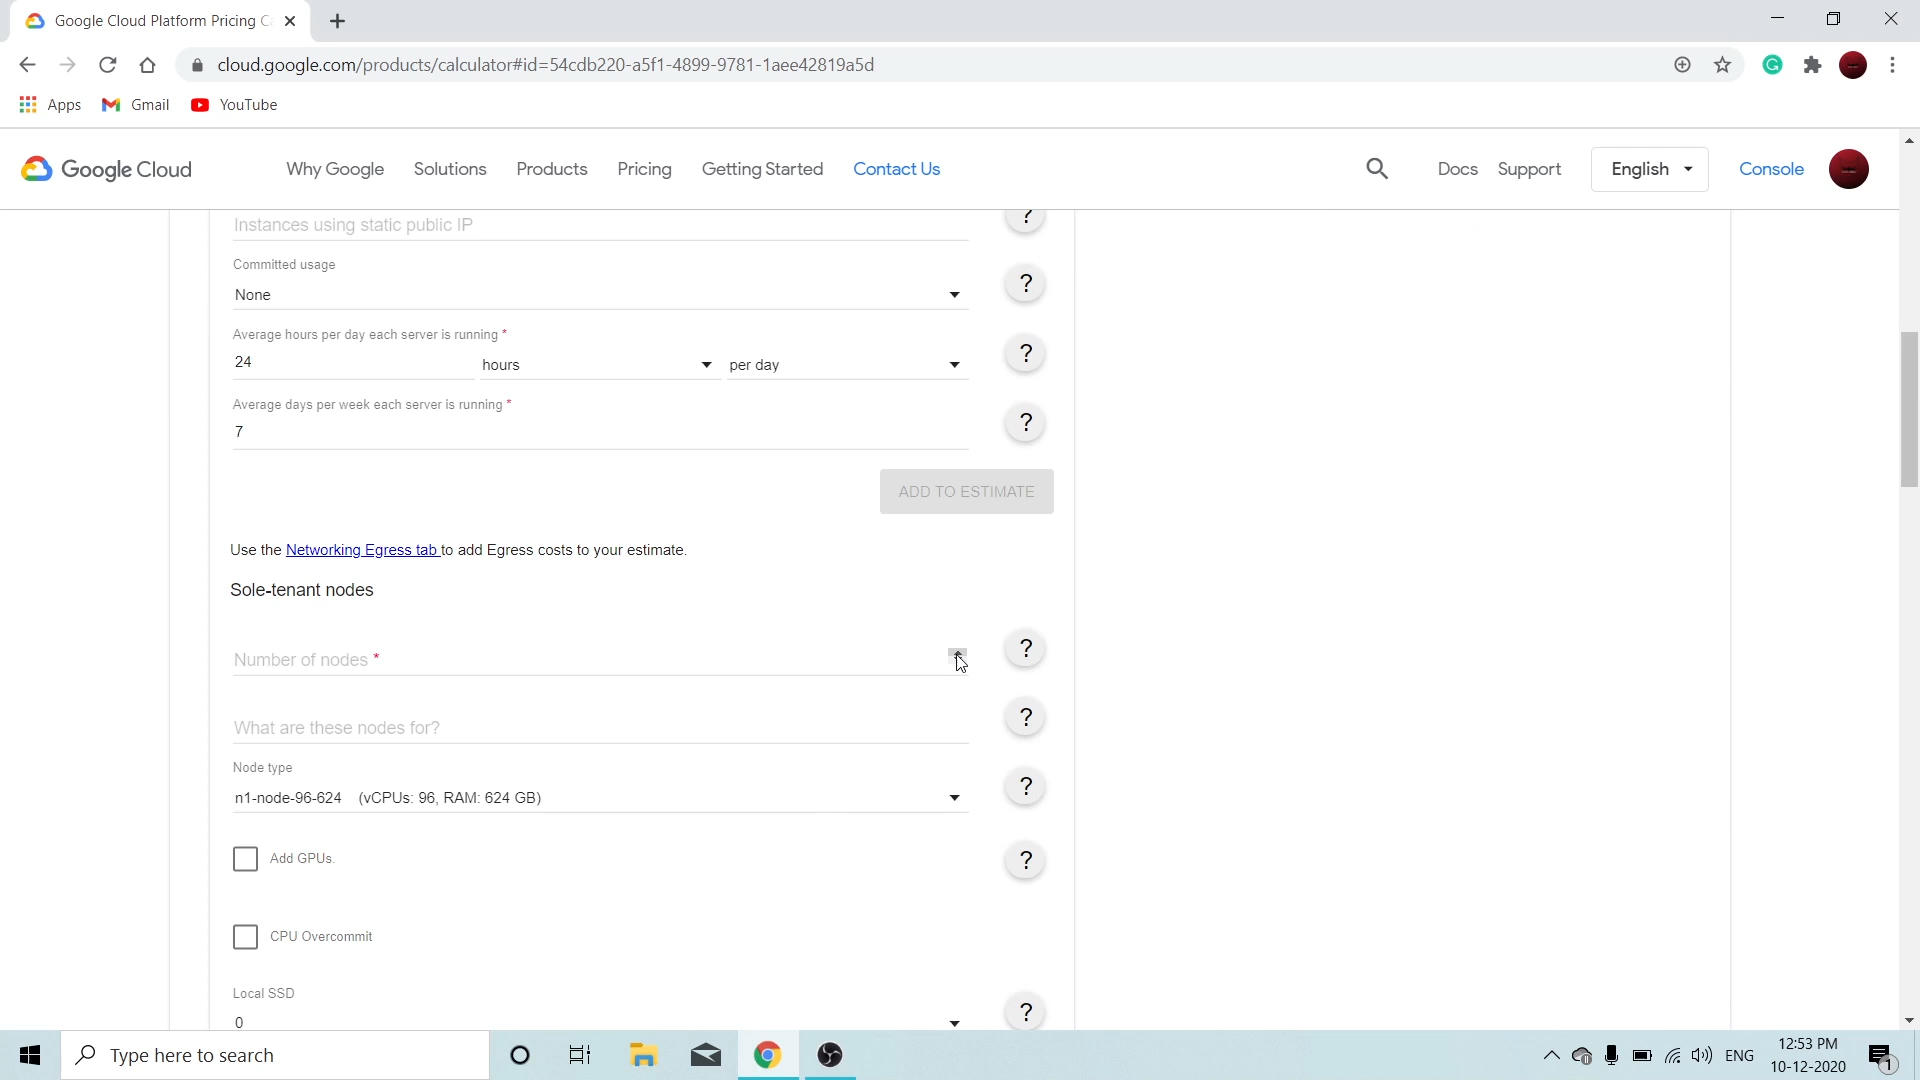 Google Cloud Platform Pricing Ca
cloud.google.com/products/calculator#id=54cdb220-a5f1-4899-9781-1aee42819a5d
Apps Gmail YouTube
Google Cloud Why Google Solutions Products Pricing Getting Started Contact Us Docs Support English Console
Instances using static public IP ?
Committed usage
None ?
Average hours per day each server is running *
24 hours per day ?
Average days per week each server is running *
7 ?
ADD TO ESTIMATE
Use the Networking Egress tab to add Egress costs to your estimate.
Sole-tenant nodes
Number of nodes * ?
What are these nodes for? ?
Node type
n1-node-96-624 (vCPUs: 96, RAM: 624 GB) ?
Add GPUs. ?
CPU Overcommit
Local SSD
0 ?
Type here to search ENG 12:53 PM
10-12-2020 1